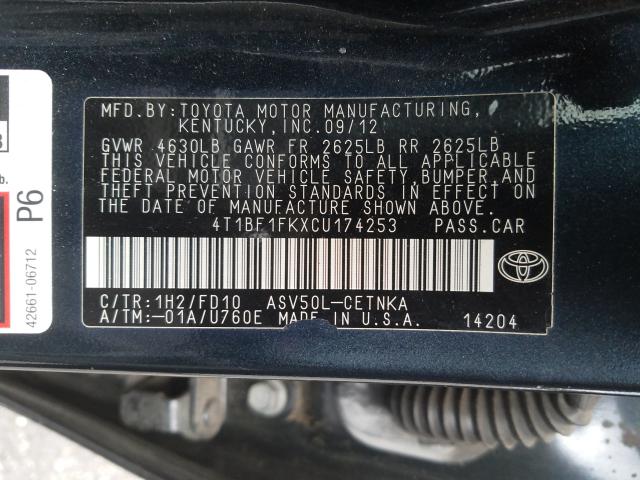 MFD.BY:TOYOTA MOTOR MANUFACTURING,
KENTUCKY, INC.09/12
GVWR 4630LB GAWR FR 2625LB RR 2625LB
THIS VEHICLE CONFORMS TO ALL APPLICABLE
FEDERAL MOTOR VEHICLE SAFETY, BUMPER, AND
THEFT PREVENTION STANDARDS IN EFFECT ON
THE DATE OF MANUFACTURE SHOWN ABOVE.
4T1BF1FKXCU174253 PASS.CAR
C/TR:1H2/FD10 ASV50L-CETNKA
A/TM:-01A/U760E MADE IN U.S.A. 14204
b.
P6
42661-06712